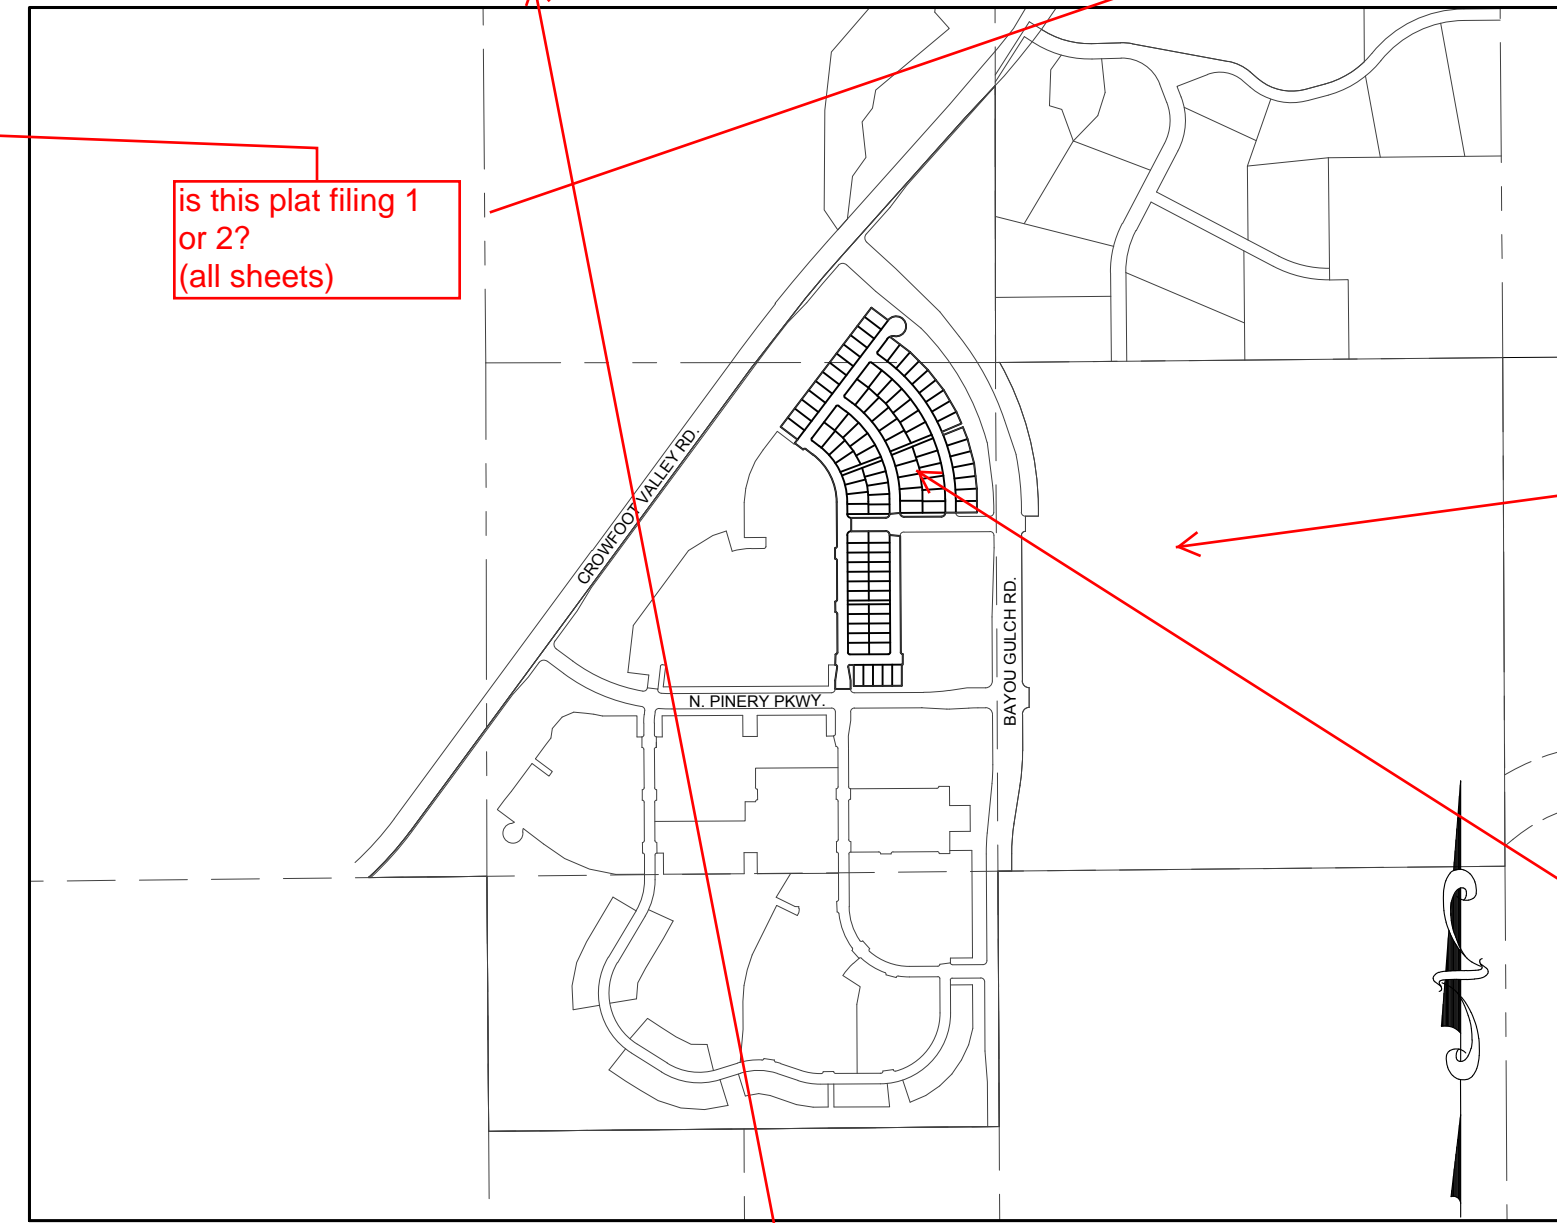 is this plat filing 1
or 2?
(all sheets)
CROWFOOT VALLEY RD.
BAYOU GULCH RD.
N. PINERY PKWY.